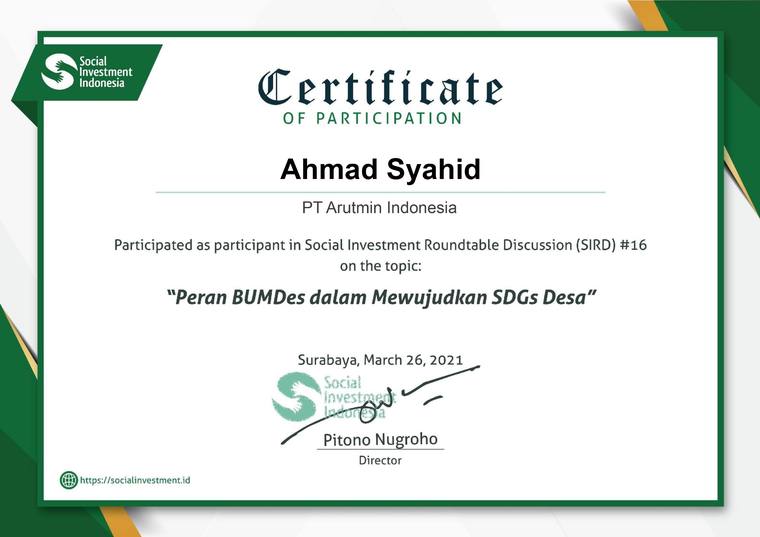 Social
Investment
Indonesia
Certificate
OF PARTICIPATION
Ahmad Syahid
PT Arutmin Indonesia
Participated as participant in Social Investment Roundtable Discussion (SIRD) #16
on the topic:
“Peran BUMDes dalam Mewujudkan SDGs Desa”
Surabaya, March 26, 2021
Social
Investment
Indonesia
Pitono Nugroho
Director
https://socialinvestment.id